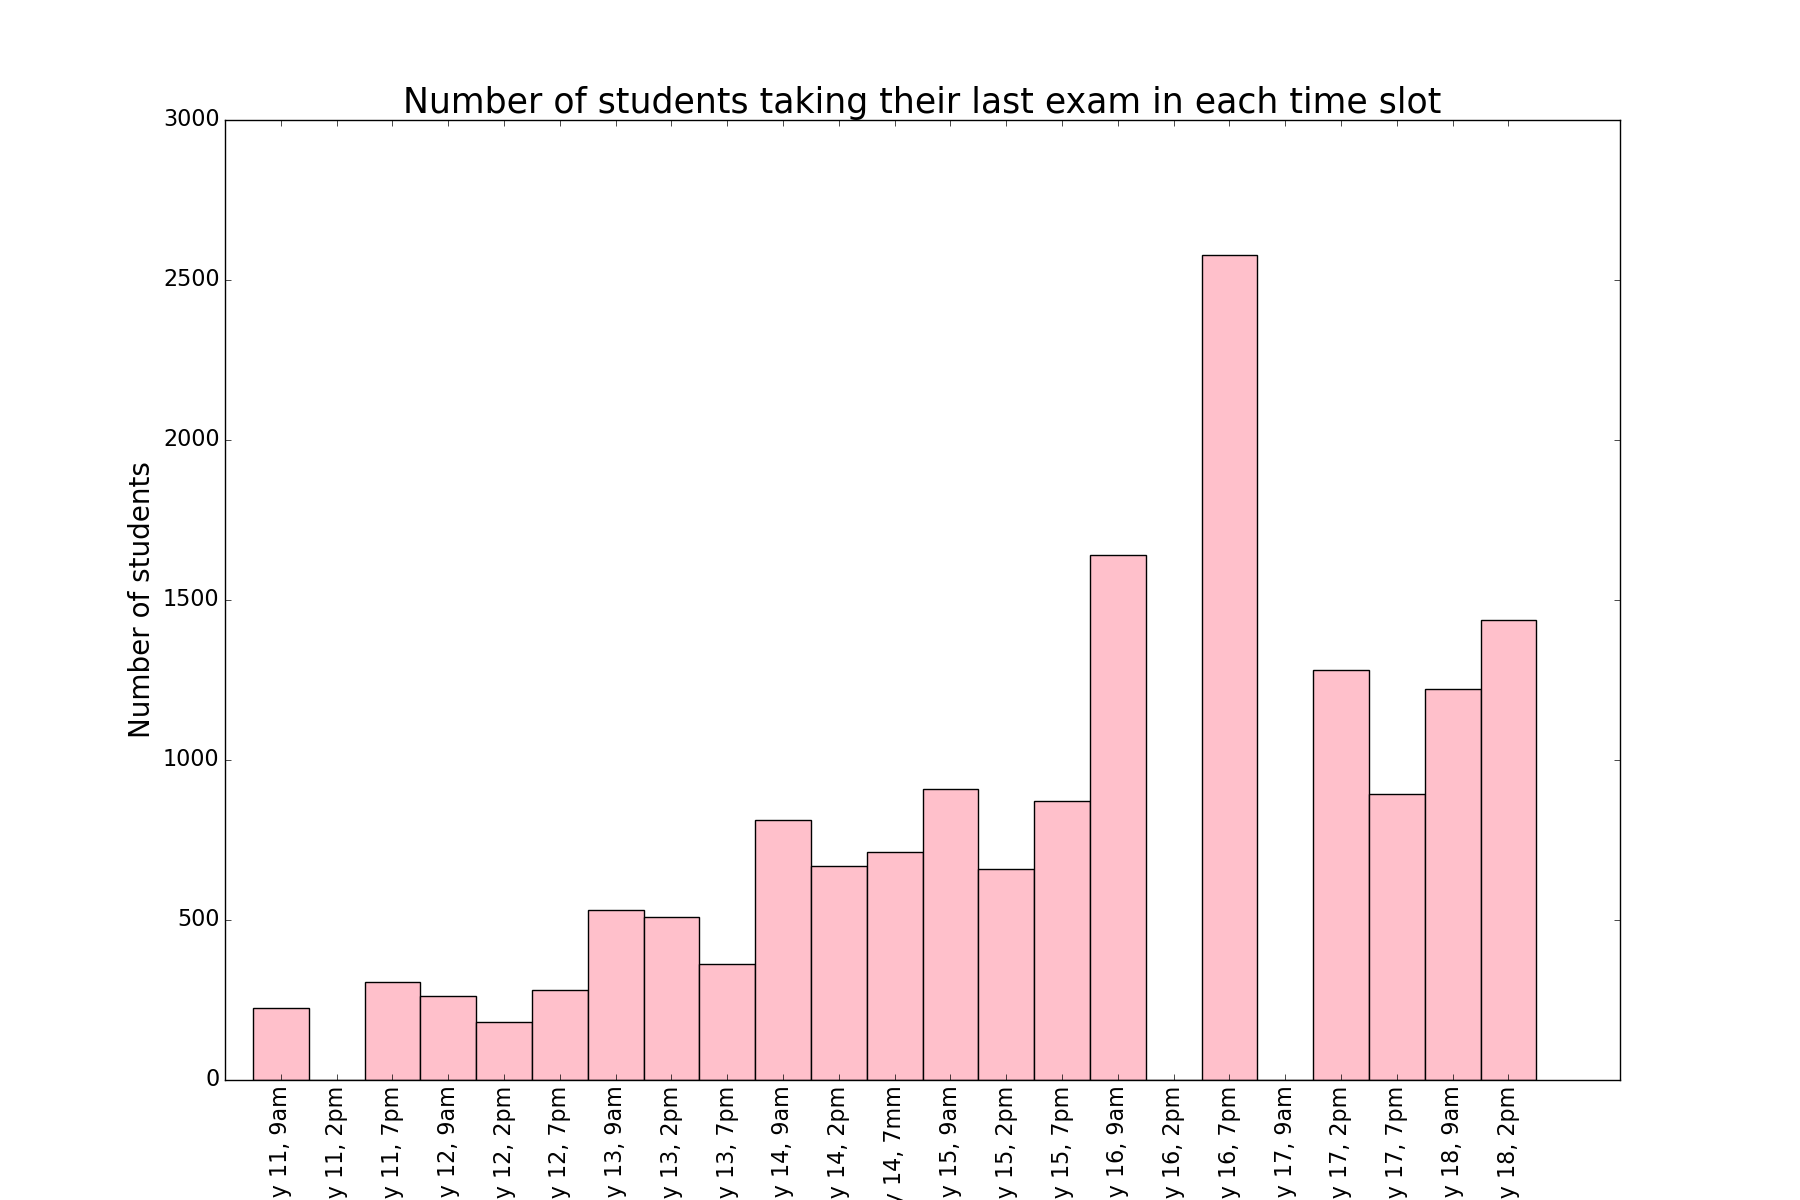 Number of students taking their last exam in each time slot
Number of students
3000
2500
2000
1500
1000
500
0
y 11, 9am
y 11, 2pm
y 11, 7pm
y 12, 9am
y 12, 2pm
y 12, 7pm
y 13, 9am
y 13, 2pm
y 13, 7pm
y 14, 9am
y 14, 2pm
y 14, 7mm
y 15, 9am
y 15, 2pm
y 15, 7pm
y 16, 9am
y 16, 2pm
y 16, 7pm
y 17, 9am
y 17, 2pm
y 17, 7pm
y 18, 9am
y 18, 2pm